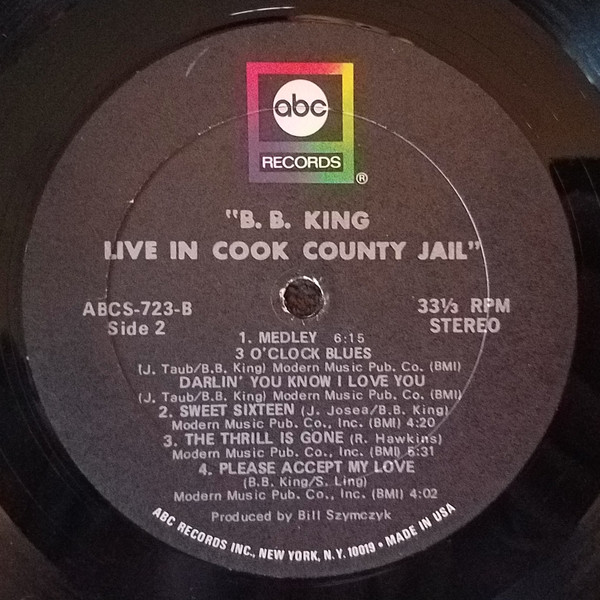 abc
RECORDS
®
"B. B. KING
LIVE IN COOK COUNTY JAIL"
ABCS-723-B
Side 2
33⅓ RPM
STEREO
1. MEDLEY 6:15
3 O'CLOCK BLUES
(J. Taub/B.B. King) Modern Music Pub. Co. (BMI)
DARLIN' YOU KNOW I LOVE YOU
(J. Taub/B.B. King) Modern Music Pub. Co. (BMI)
2. SWEET SIXTEEN (J. Josea/B.B. King)
Modern Music Pub. Co., Inc. (BMI) 4:20
3. THE THRILL IS GONE (R. Hawkins)
Modern Music Pub. Co., Inc. (BMI) 5:31
4. PLEASE ACCEPT MY LOVE
(B.B. King/S. Ling)
Modern Music Pub. Co., Inc. (BMI) 4:02
Produced by Bill Szymczyk
ABC RECORDS INC., NEW YORK, N.Y. 10019 • MADE IN USA